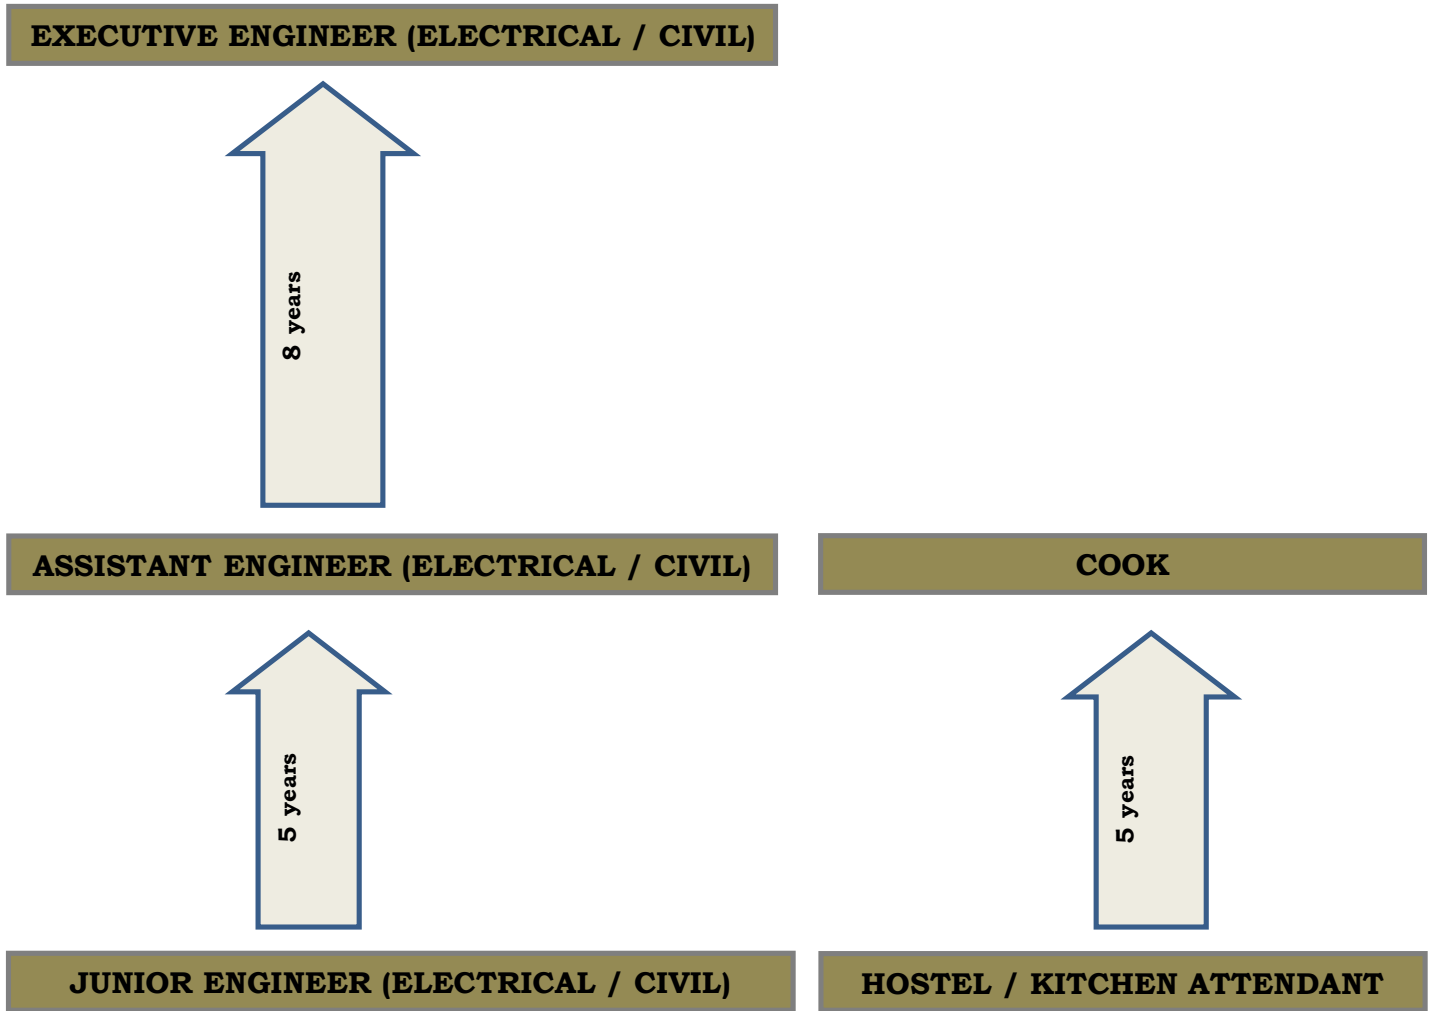 EXECUTIVE ENGINEER (ELECTRICAL / CIVIL)
8 years
ASSISTANT ENGINEER (ELECTRICAL / CIVIL)
COOK
5 years
5 years
JUNIOR ENGINEER (ELECTRICAL / CIVIL)
HOSTEL / KITCHEN ATTENDANT